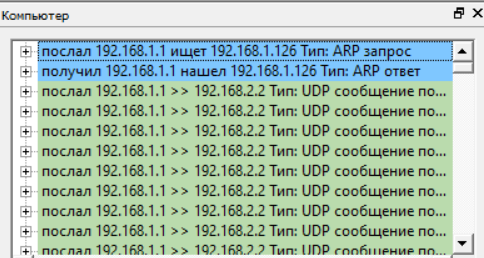 Компьютер
послал 192.168.1.1 ищет 192.168.1.126 Тип: ARP запрос
получил 192.168.1.1 нашел 192.168.1.126 Тип: ARP ответ
послал 192.168.1.1 >> 192.168.2.2 Тип: UDP сообщение по...
послал 192.168.1.1 >> 192.168.2.2 Тип: UDP сообщение по...
послал 192.168.1.1 >> 192.168.2.2 Тип: UDP сообщение по...
послал 192.168.1.1 >> 192.168.2.2 Тип: UDP сообщение по...
послал 192.168.1.1 >> 192.168.2.2 Тип: UDP сообщение по...
послал 192.168.1.1 >> 192.168.2.2 Тип: UDP сообщение по...
послал 192.168.1.1 >> 192.168.2.2 Тип: UDP сообщение по...
послал 192.168.1.1 >> 192.168.2.2 Тип: UDP сообщение по...
послал 192.168.1.1 >> 192.168.2.2 Тип: UDP сообщение по...